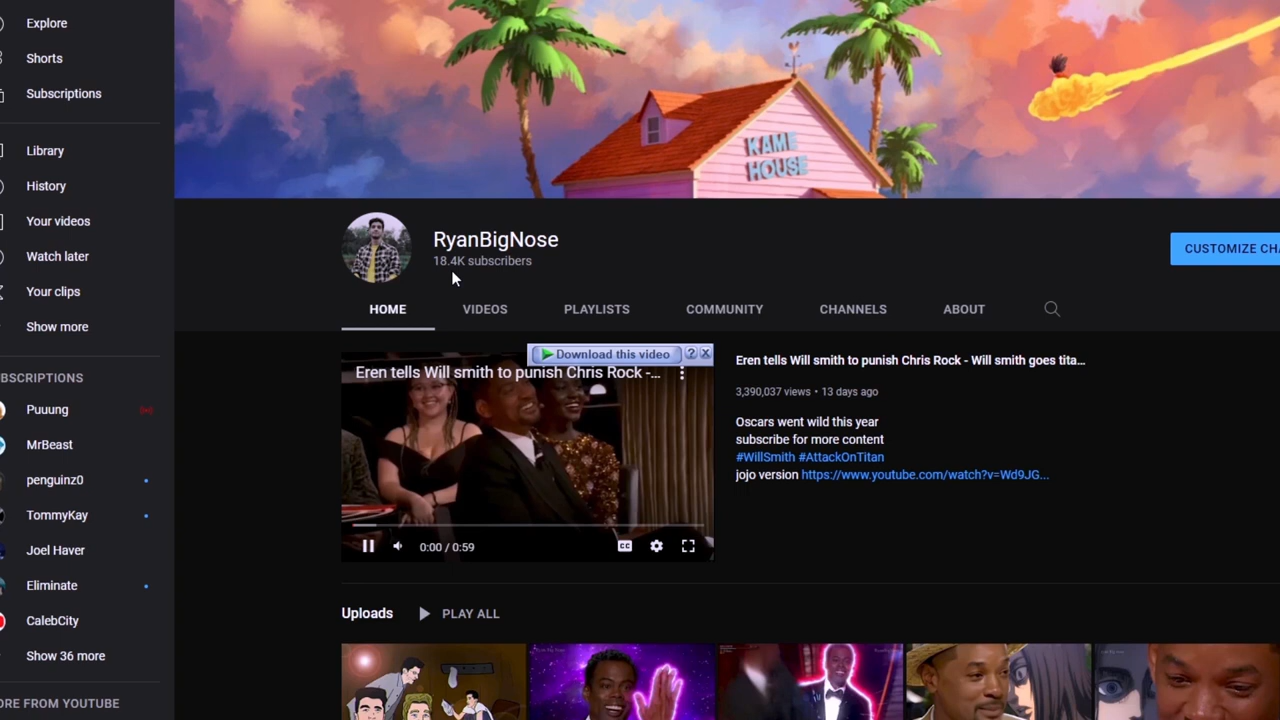 Explore
Shorts
Subscriptions
Library
History
Your videos
Watch later
Your clips
Show more
BSCRIPTIONS
Puuung
MrBeast
penguinz0
TommyKay
Joel Haver
Eliminate
CalebCity
Show 36 more
ORE FROM YOUTUBE
KAME
HOUSE
RyanBigNose
18.4K subscribers
CUSTOMIZE CHA
HOME VIDEOS PLAYLISTS COMMUNITY CHANNELS ABOUT
Download this video ? X
Eren tells Will smith to punish Chris Rock -...
0:00 / 0:59
CC
Eren tells Will smith to punish Chris Rock - Will smith goes tita...
3,390,037 views • 13 days ago
Oscars went wild this year
subscribe for more content
#WillSmith #AttackOnTitan
jojo version https://www.youtube.com/watch?v=Wd9JG...
Uploads PLAY ALL